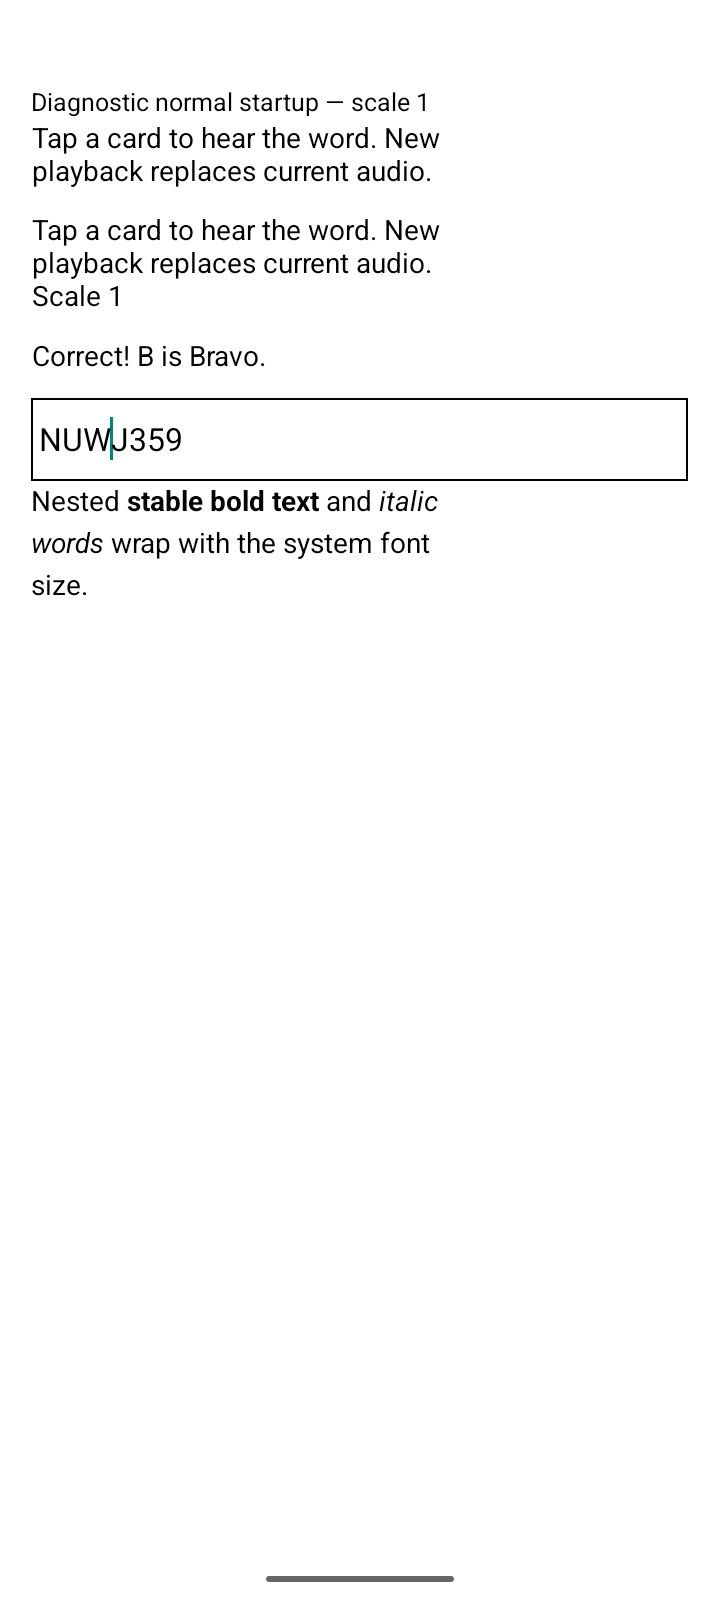 Diagnostic normal startup — scale 1
Tap a card to hear the word. New
playback replaces current audio.
Tap a card to hear the word. New
playback replaces current audio.
Scale 1
Correct! B is Bravo.
NUWJ359
Nested stable bold text and italic
words wrap with the system font
size.